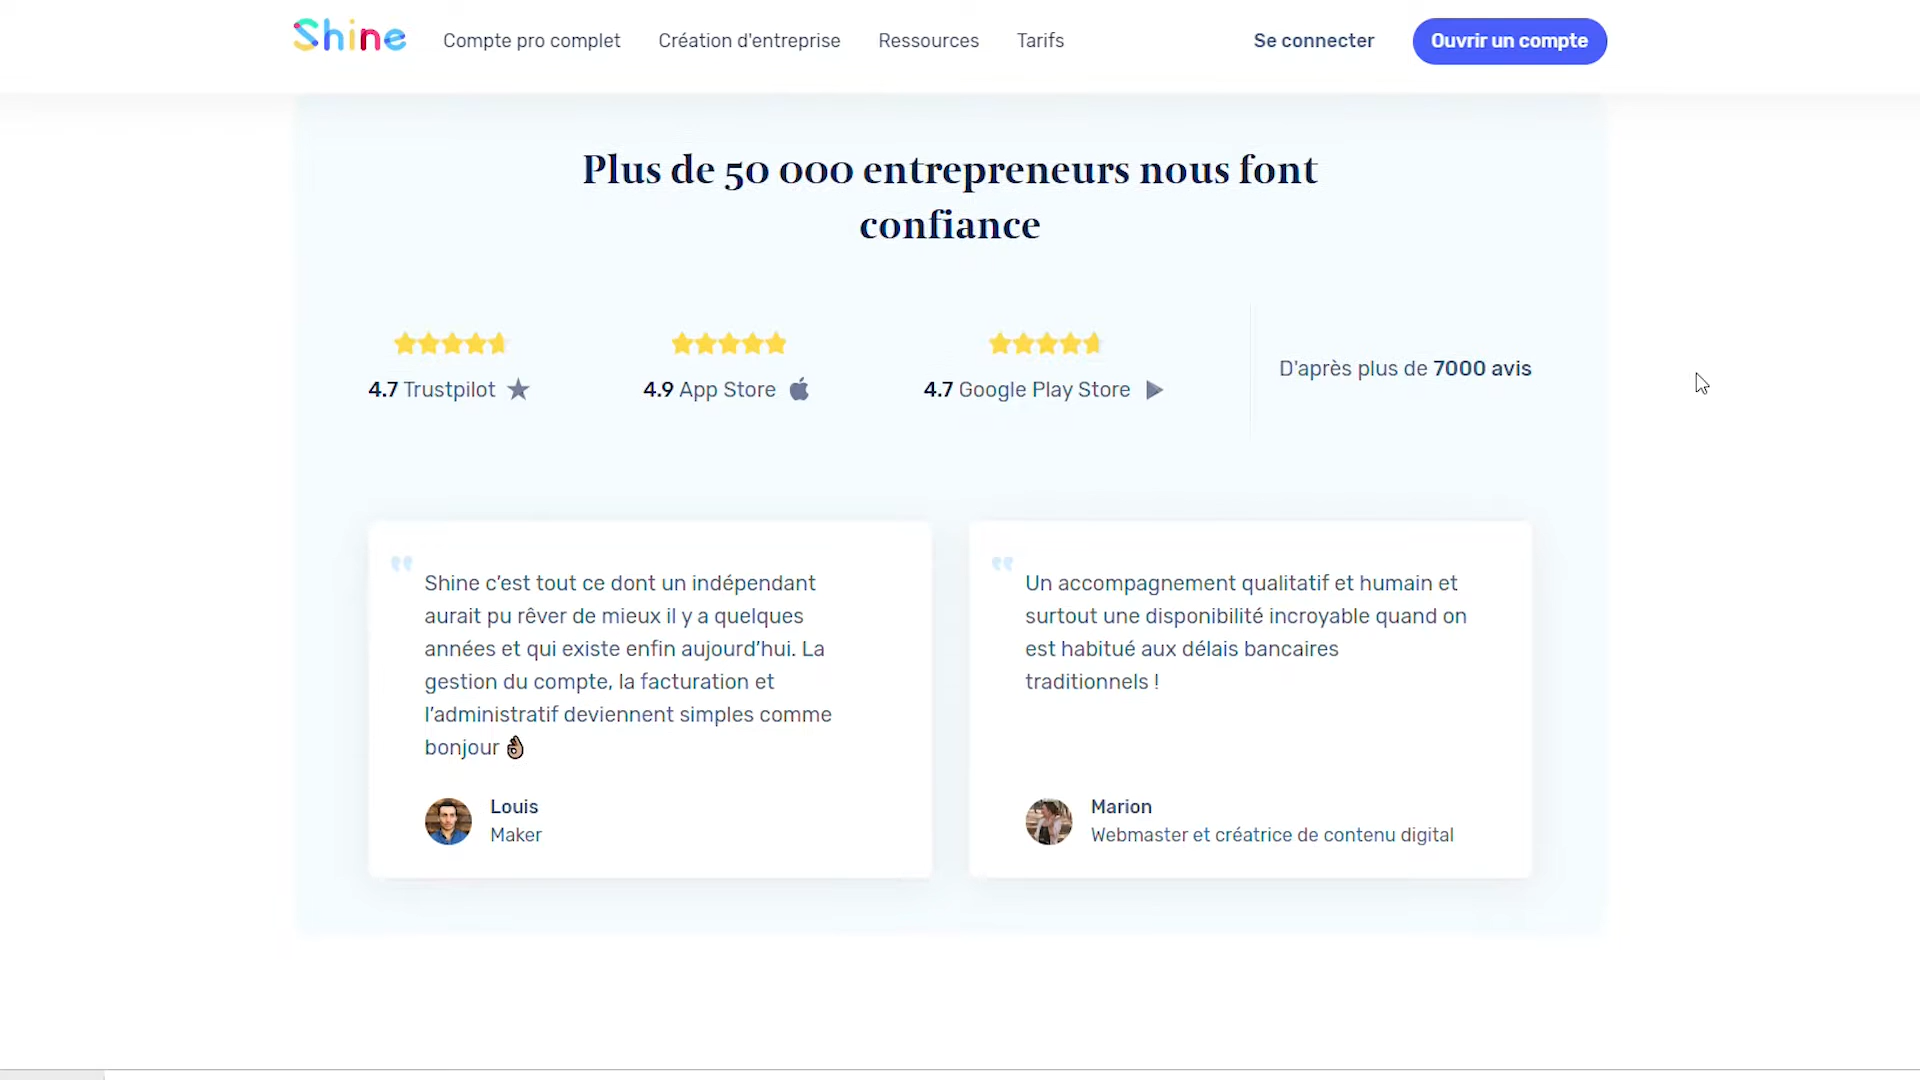 Shine Compte pro complet Création d'entreprise Ressources Tarifs Se connecter Ouvrir un compte
Plus de 50 000 entrepreneurs nous font
confiance
4.7 Trustpilot
4.9 App Store
4.7 Google Play Store
D'après plus de 7000 avis
Shine c’est tout ce dont un indépendant
aurait pu rêver de mieux il y a quelques
années et qui existe enfin aujourd’hui. La
gestion du compte, la facturation et
l’administratif deviennent simples comme
bonjour 👌🏽
Louis
Maker
Un accompagnement qualitatif et humain et
surtout une disponibilité incroyable quand on
est habitué aux délais bancaires
traditionnels !
Marion
Webmaster et créatrice de contenu digital